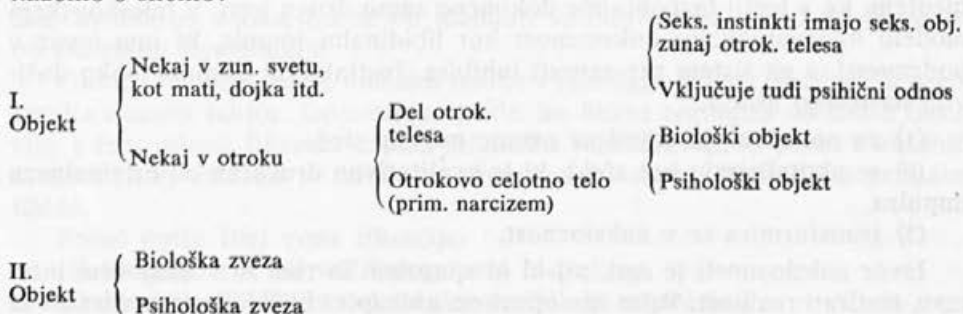 Seks. instinkti imajo seks. obj.
zunaj otrok. telesa
Nekaj v zun. svetu,
kot mati, dojka itd.
Vključuje tudi psihični odnos
I.
Objekt
Del otrok.
telesa
Biološki objekt
Nekaj v otroku
Otrokovo celotno telo
(prim. narcizem)
Psihološki objekt
II.
Objekt
Biološka zveza
Psihološka zveza